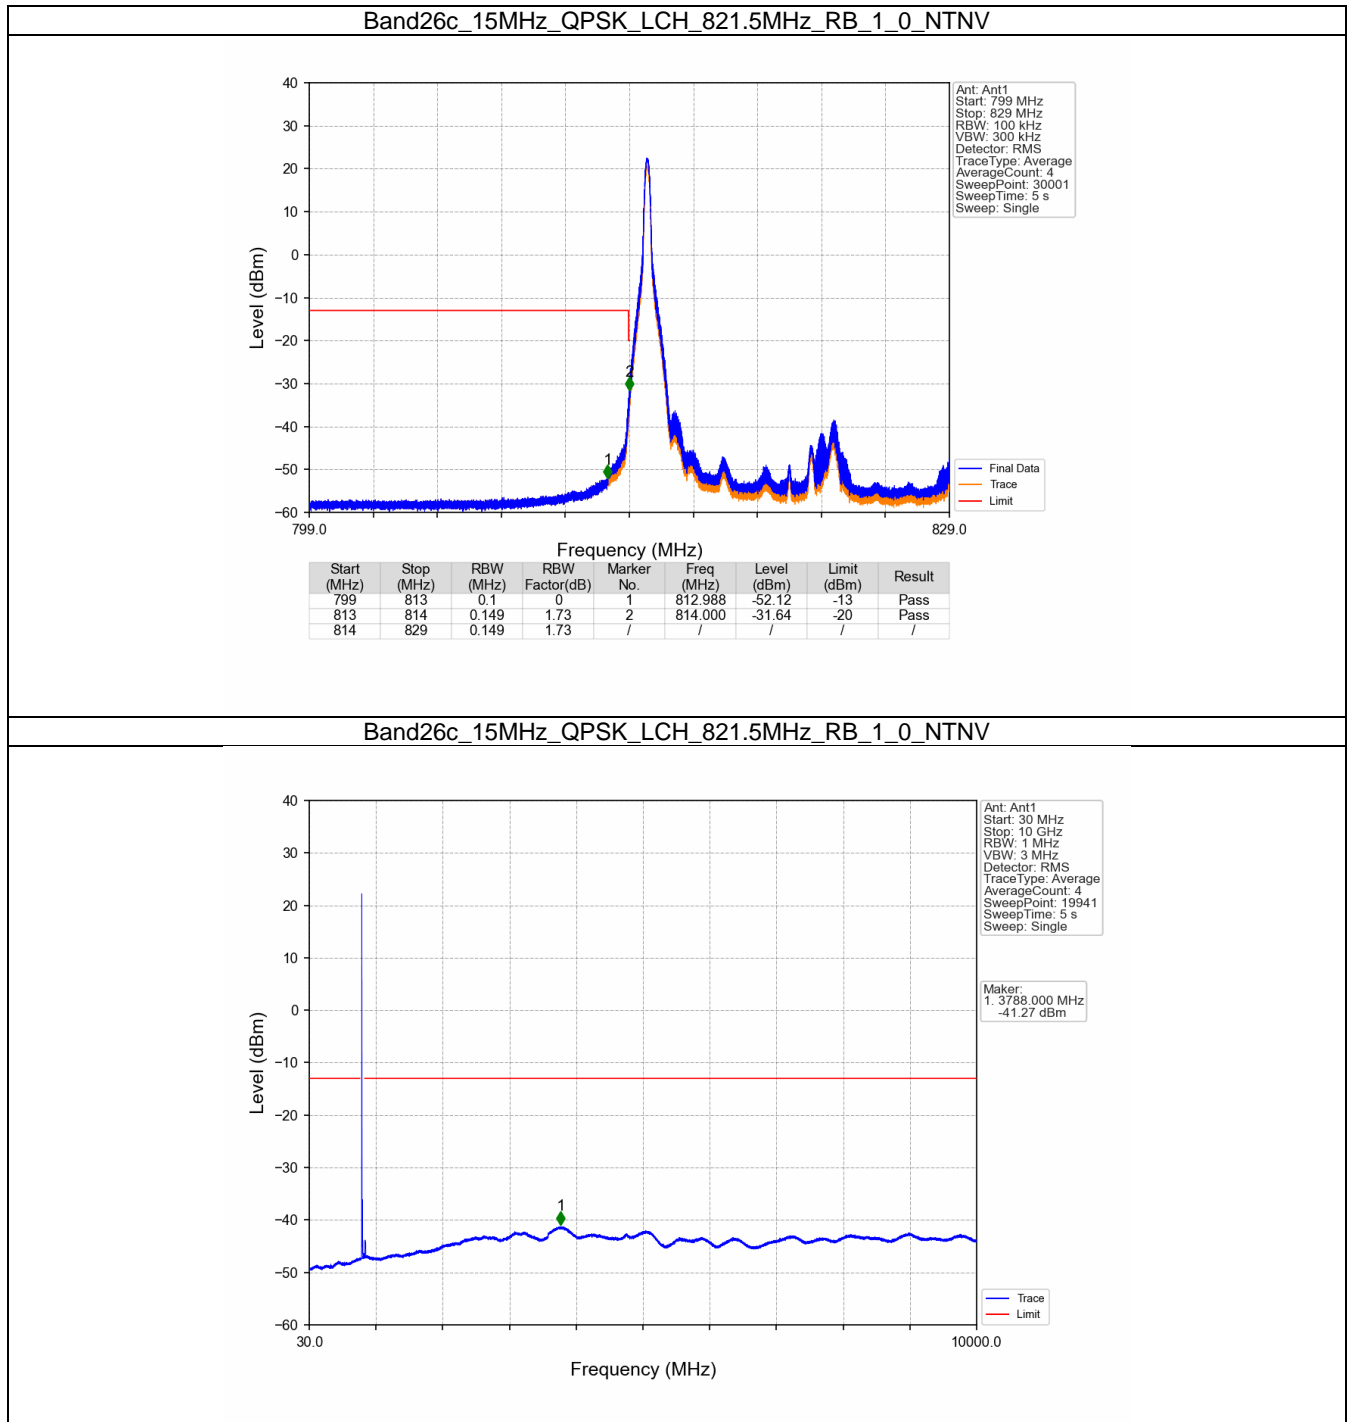 Band26c_15MHz_QPSK_LCH_821.5MHz_RB_1_0_NTNV
40
30
20
10
0
−10
−20
−30
−40
−50
−60
Level (dBm)
799.0
829.0
Frequency (MHz)
1
2
Ant: Ant1
Start: 799 MHz
Stop: 829 MHz
RBW: 100 kHz
VBW: 300 kHz
Detector: RMS
TraceType: Average
AverageCount: 4
SweepPoint: 30001
SweepTime: 5 s
Sweep: Single
Final Data
Trace
Limit
Start (MHz) Stop (MHz) RBW (MHz) RBW Factor(dB) Marker No. Freq (MHz) Level (dBm) Limit (dBm) Result
799 813 0.1 0 1 812.988 -52.12 -13 Pass
813 814 0.149 1.73 2 814.000 -31.64 -20 Pass
814 829 0.149 1.73 / / / / /
Band26c_15MHz_QPSK_LCH_821.5MHz_RB_1_0_NTNV
40
30
20
10
0
−10
−20
−30
−40
−50
−60
Level (dBm)
30.0
10000.0
Frequency (MHz)
1
Ant: Ant1
Start: 30 MHz
Stop: 10 GHz
RBW: 1 MHz
VBW: 3 MHz
Detector: RMS
TraceType: Average
AverageCount: 4
SweepPoint: 19941
SweepTime: 5 s
Sweep: Single
Maker:
1. 3788.000 MHz
-41.27 dBm
Trace
Limit